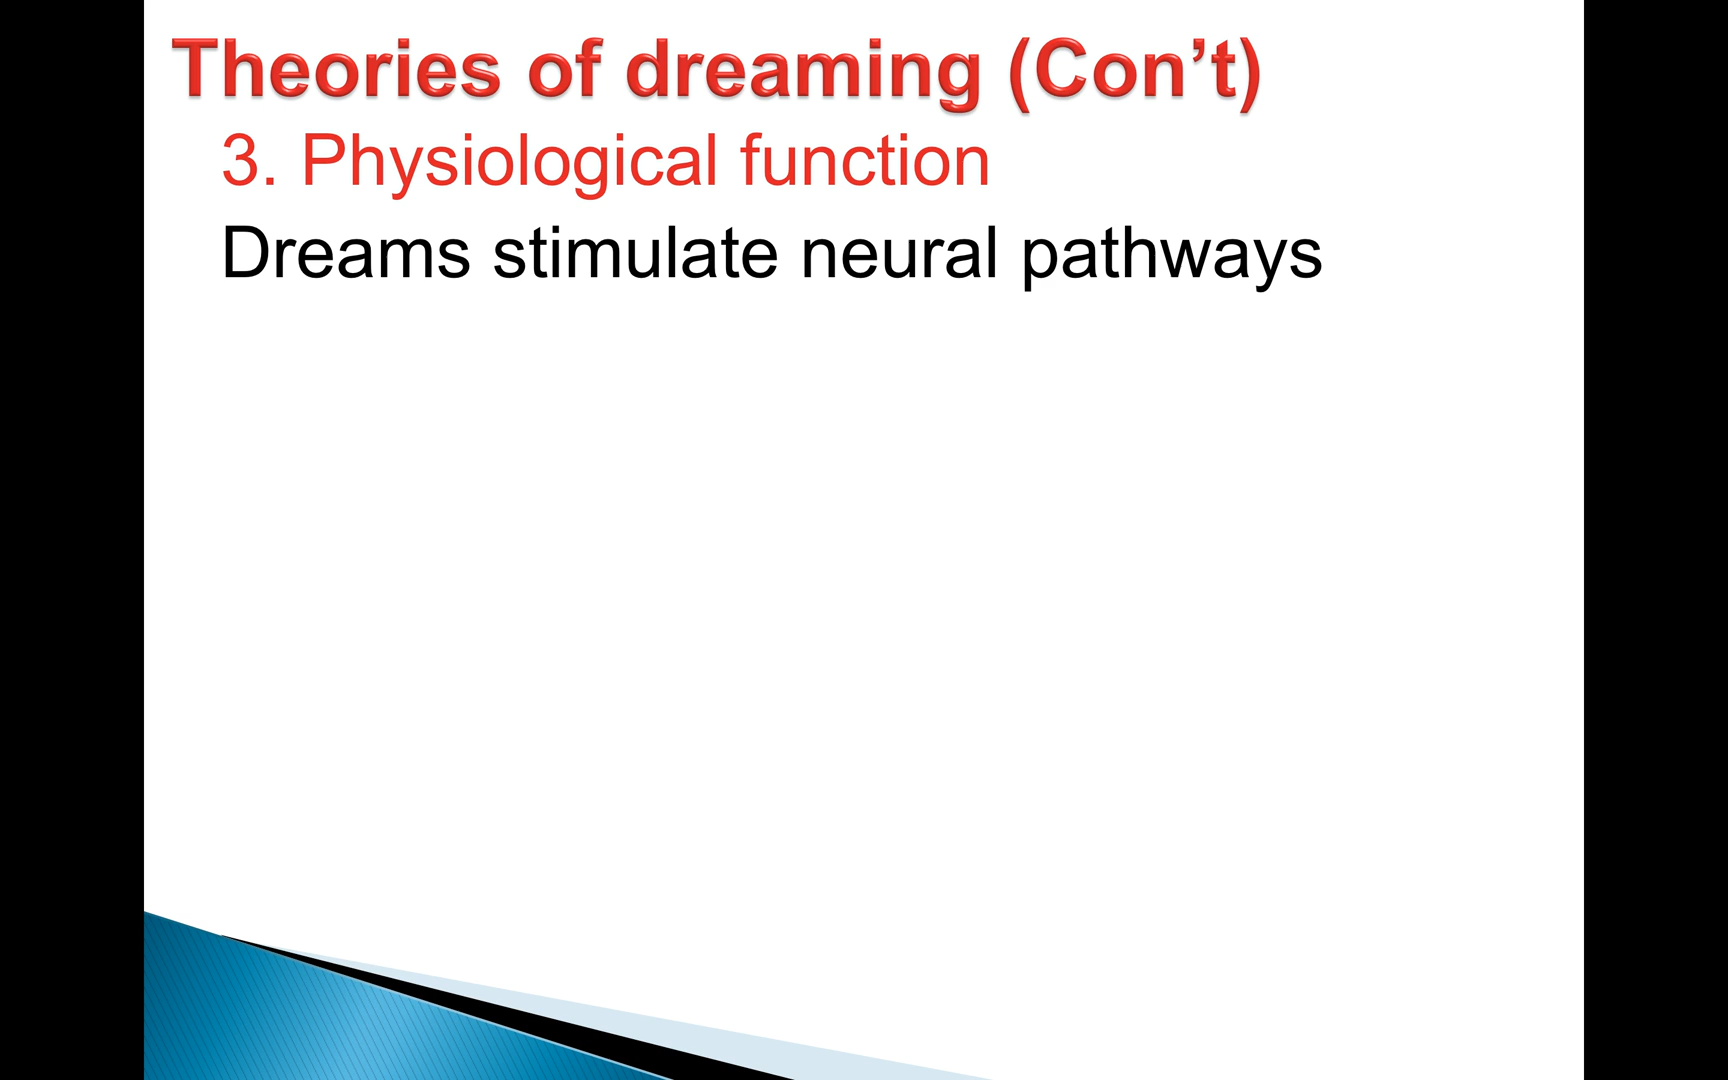 Theories of dreaming (Con’t)
3. Physiological function
Dreams stimulate neural pathways